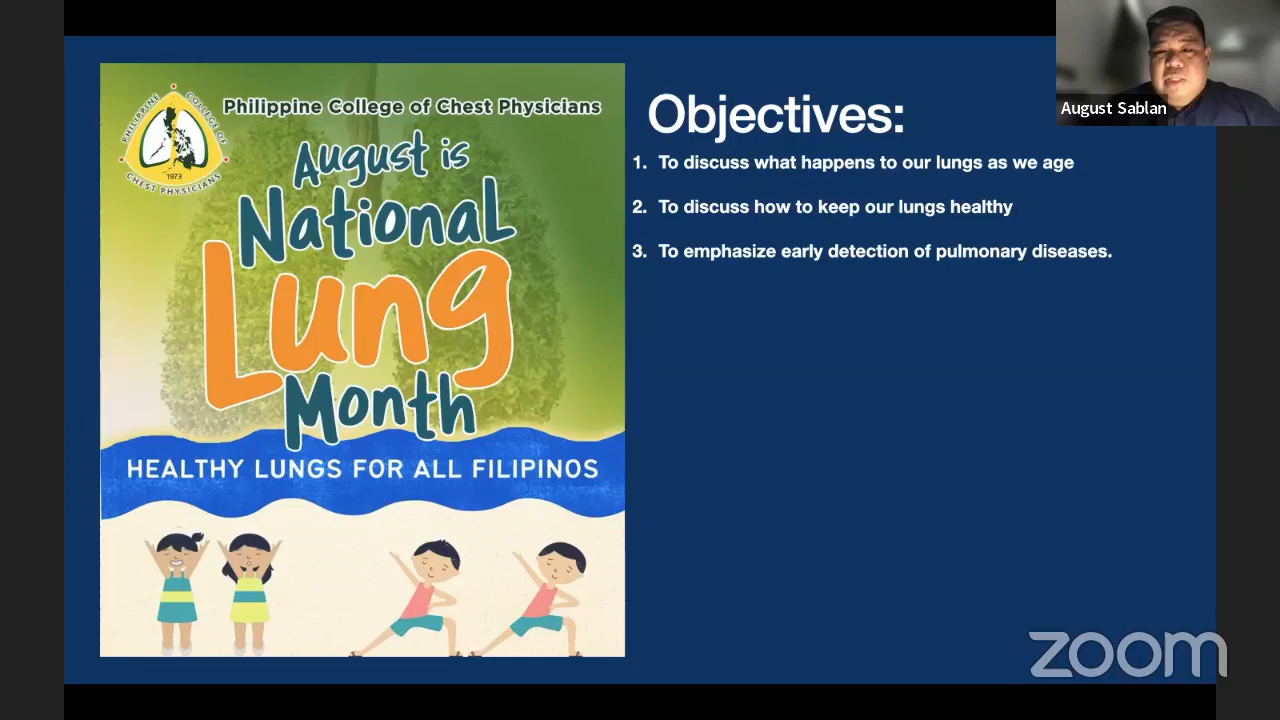 Philippine College of Chest Physicians
PHILIPPINE COLLEGE OF
CHEST PHYSICIANS
1973
August is
National
Lung
Month
HEALTHY LUNGS FOR ALL FILIPINOS
Objectives:
1. To discuss what happens to our lungs as we age
2. To discuss how to keep our lungs healthy
3. To emphasize early detection of pulmonary diseases.
August Sablan
zoom